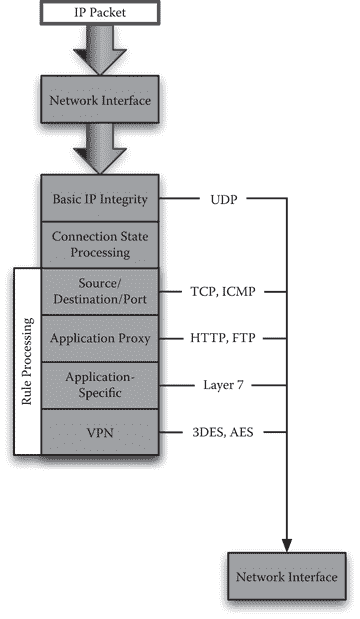 IP Packet
Network Interface
Basic IP Integrity
UDP
Connection State
Processing
Rule Processing
Source/
Destination/Port
TCP, ICMP
Application Proxy
HTTP, FTP
Application-
Specific
Layer 7
VPN
3DES, AES
Network Interface